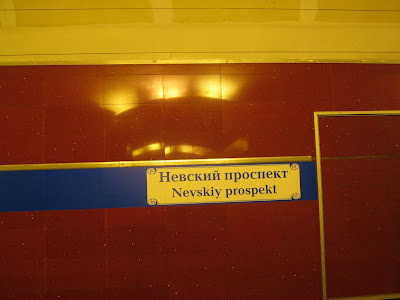 Невский проспект
Nevskiy prospekt